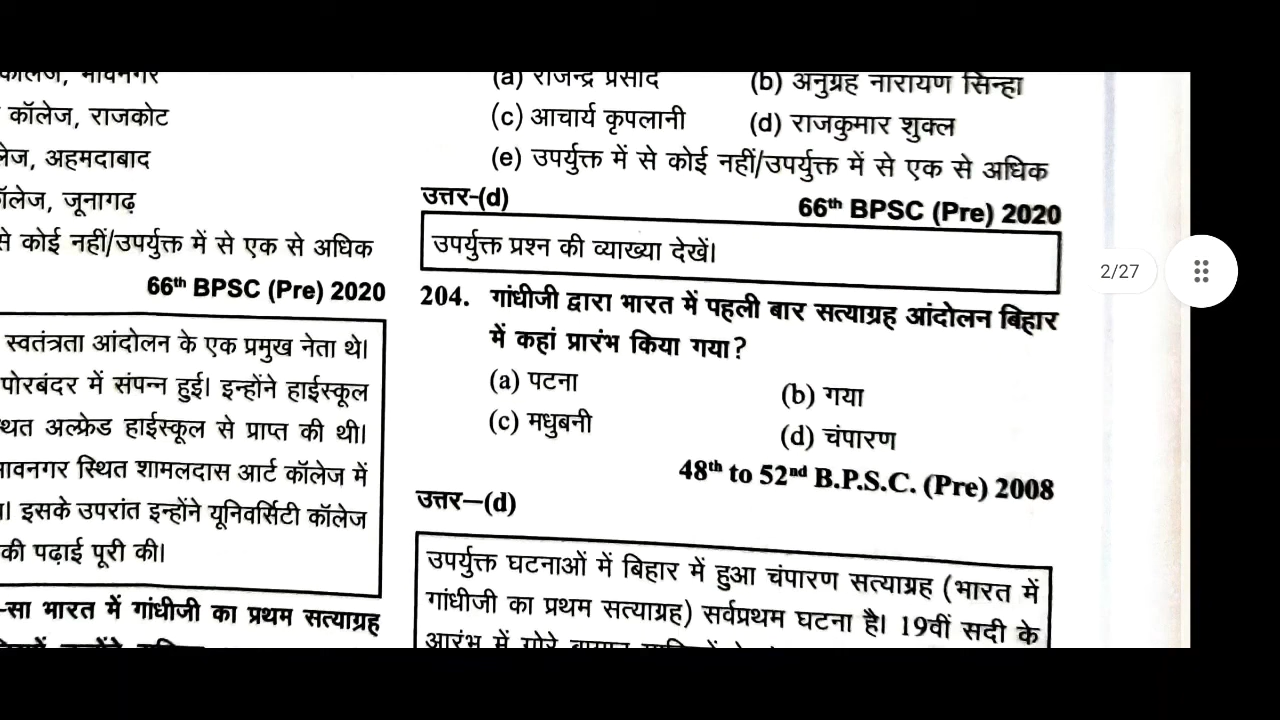 कॉलेज, भावनगर
कॉलेज, राजकोट
लेज, अहमदाबाद
ॉलेज, जूनागढ़
से कोई नहीं/उपर्युक्त में से एक से अधिक
66th BPSC (Pre) 2020
स्वतंत्रता आंदोलन के एक प्रमुख नेता थे।
पोरबंदर में संपन्न हुई। इन्होंने हाईस्कूल
थत अल्फ्रेड हाईस्कूल से प्राप्त की थी।
भावनगर स्थित शामलदास आर्ट कॉलेज में
इसके उपरांत इन्होंने यूनिवर्सिटी कॉलेज
की पढ़ाई पूरी की।
-सा भारत में गांधीजी का प्रथम सत्याग्रह
(a) राजेन्द्र प्रसाद (b) अनुग्रह नारायण सिन्हा
(c) आचार्य कृपलानी (d) राजकुमार शुक्ल
(e) उपर्युक्त में से कोई नहीं/उपर्युक्त में से एक से अधिक
उत्तर-(d) 66th BPSC (Pre) 2020
उपर्युक्त प्रश्न की व्याख्या देखें।
204. गांधीजी द्वारा भारत में पहली बार सत्याग्रह आंदोलन बिहार
में कहां प्रारंभ किया गया?
(a) पटना (b) गया
(c) मधुबनी (d) चंपारण
48th to 52nd B.P.S.C. (Pre) 2008
उत्तर—(d)
उपर्युक्त घटनाओं में बिहार में हुआ चंपारण सत्याग्रह (भारत में
गांधीजी का प्रथम सत्याग्रह) सर्वप्रथम घटना है। 19वीं सदी के
आरंभ में गोरे बागान
2/27